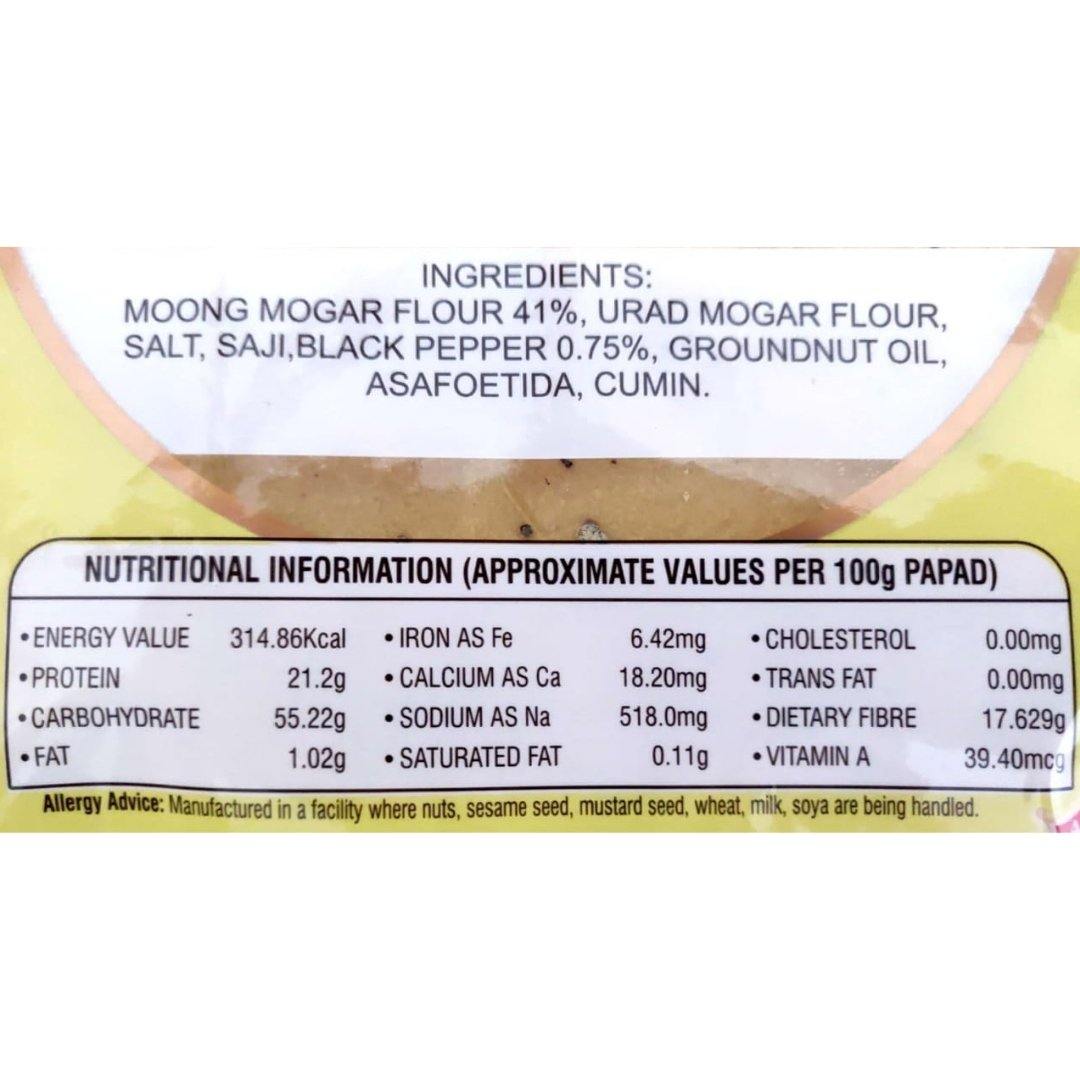 INGREDIENTS:
MOONG MOGAR FLOUR 41%, URAD MOGAR FLOUR,
SALT, SAJI,BLACK PEPPER 0.75%, GROUNDNUT OIL,
ASAFOETIDA, CUMIN.
NUTRITIONAL INFORMATION (APPROXIMATE VALUES PER 100g PAPAD)
• ENERGY VALUE 314.86Kcal • IRON AS Fe 6.42mg • CHOLESTEROL 0.00mg
• PROTEIN 21.2g • CALCIUM AS Ca 18.20mg • TRANS FAT 0.00mg
• CARBOHYDRATE 55.22g • SODIUM AS Na 518.0mg • DIETARY FIBRE 17.629g
• FAT 1.02g • SATURATED FAT 0.11g • VITAMIN A 39.40mcg
Allergy Advice: Manufactured in a facility where nuts, sesame seed, mustard seed, wheat, milk, soya are being handled.